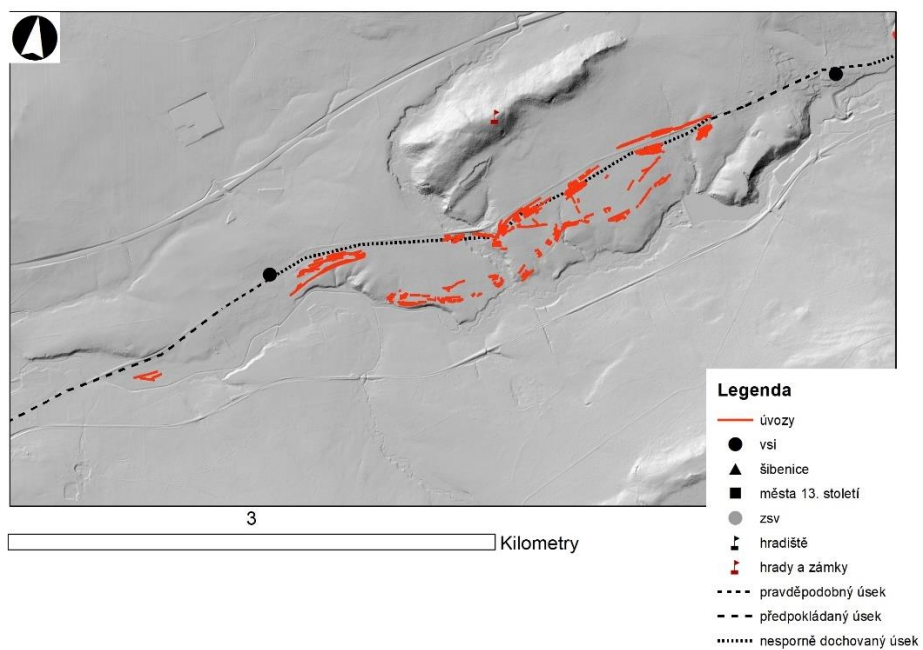 Legenda
úvozy
vsi
šibenice
města 13. století
zsv
hradiště
hrady a zámky
pravděpodobný úsek
předpokládaný úsek
nesporně dochovaný úsek
3
Kilometry